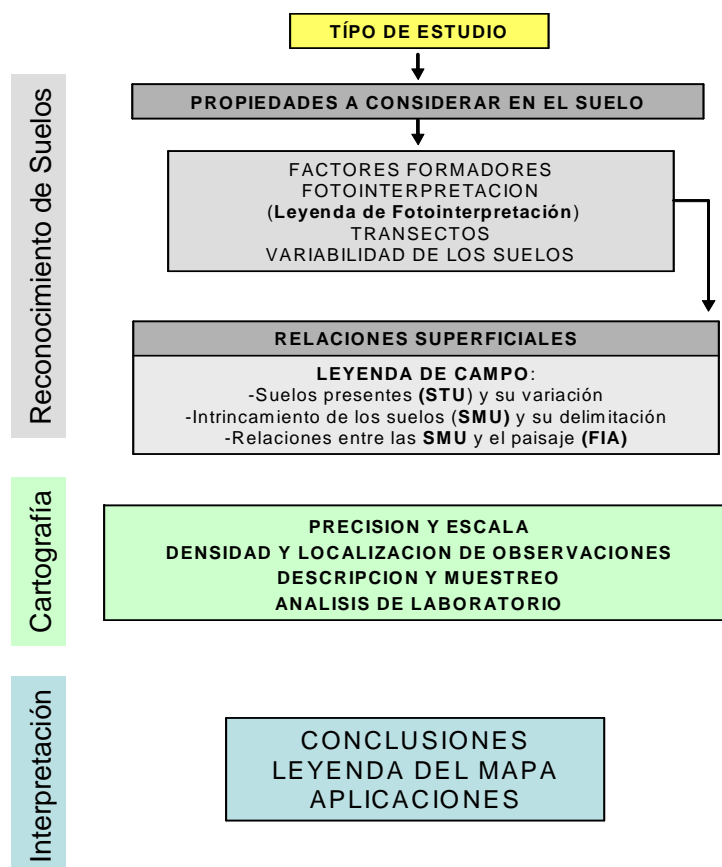 TÍPO DE ESTUDIO
Reconocimiento de Suelos
PROPIEDADES A CONSIDERAR EN EL SUELO
FACTORES FORMADORES
FOTOINTERPRETACION
(Leyenda de Fotointerpretación)
TRANSECTOS
VARIABILIDAD DE LOS SUELOS
RELACIONES SUPERFICIALES
LEYENDA DE CAMPO:
-Suelos presentes (STU) y su variación
-Intrincamiento de los suelos (SMU) y su delimitación
-Relaciones entre las SMU y el paisaje (FIA)
Cartografía
PRECISION Y ESCALA
DENSIDAD Y LOCALIZACION DE OBSERVACIONES
DESCRIPCION Y MUESTREO
ANALISIS DE LABORATORIO
Interpretación
CONCLUSIONES
LEYENDA DEL MAPA
APLICACIONES